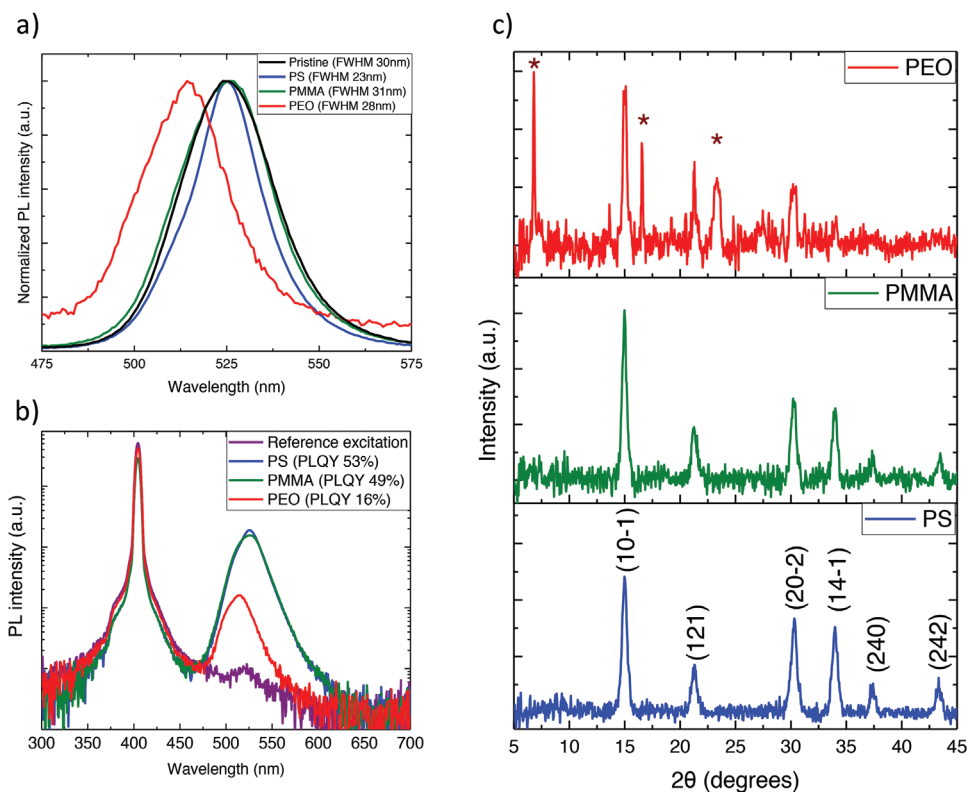 a)
Pristine (FWHM 30nm)
PS (FWHM 23nm)
PMMA (FWHM 31nm)
PEO (FWHM 28nm)
Normalized PL intensity (a.u.)
475 500 525 550 575
Wavelength (nm)
b)
Reference excitation
PS (PLQY 53%)
PMMA (PLQY 49%)
PEO (PLQY 16%)
PL intensity (a.u.)
300 350 400 450 500 550 600 650 700
Wavelength (nm)
c)
PEO
* * *
PMMA
PS
(10-1)
(121)
(20-2)
(14-1)
(240)
(242)
Intensity (a.u.)
5 10 15 20 25 30 35 40 45
2θ (degrees)